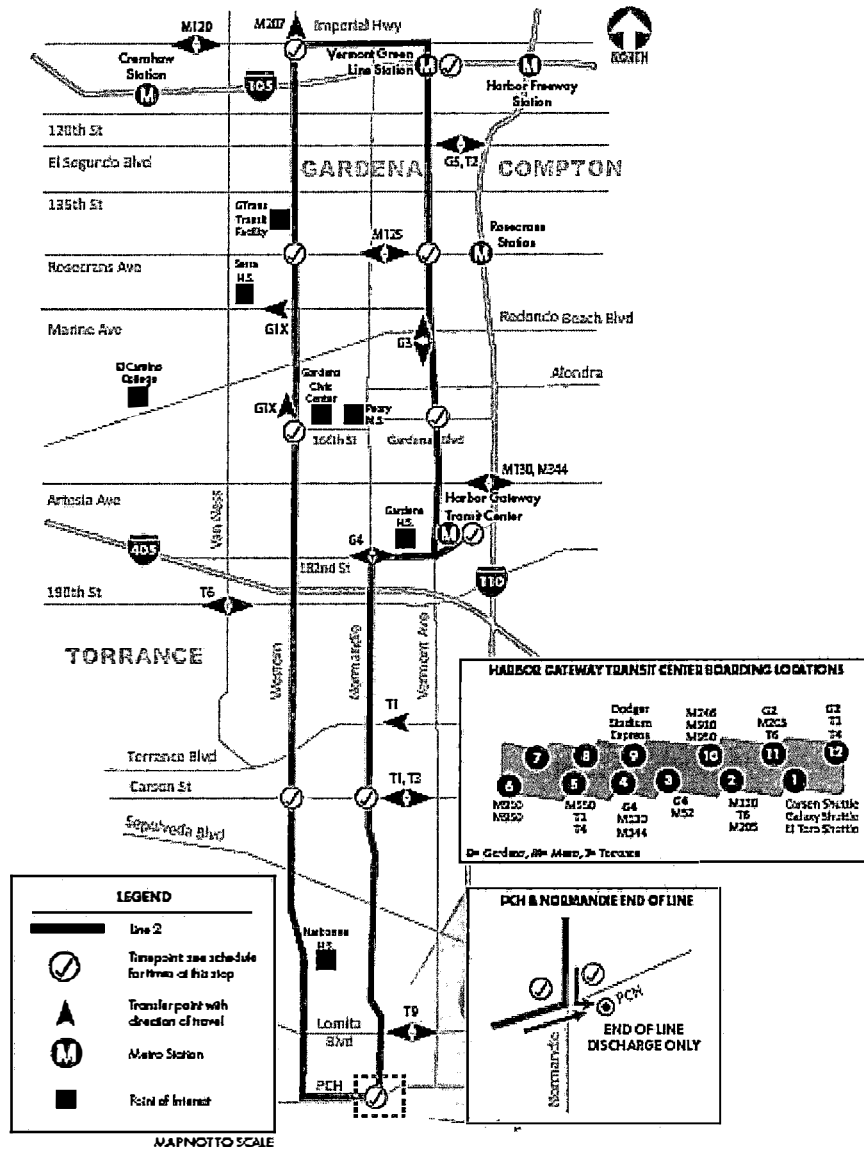 M120
M207
Imperial Hwy
NORTH
Crenshaw
Station
M
105
Vermont Green
Line Station
M
M
Harbor Freeway
Station
120th St
El Segundo Blvd
GARDENA
COMPTON
G5, T2
135th St
GTrans
Transit
Facility
M125
Rosecrans
Station
M
Rosecrans Ave
Serra
H.S.
G1X
Marine Ave
Redondo Beach Blvd
G3
El Camino
College
Gardena
Civic
Center
Alondra
G1X
Peary
M.S.
166th St
Gardena Blvd
M130, M344
Artesia Ave
Van Ness
Harbor Gateway
Transit Center
M
Gardena
H.S.
405
G4
182nd St
110
190th St
T6
TORRANCE
Western
Normandie
Vermont Ave
T1
Torrance Blvd
Carson St
T1, T3
Sepulveda Blvd
HARBOR GATEWAY TRANSIT CENTER BOARDING LOCATIONS
Dodger
Stadium
Express
M246
M910
M950
G2
M205
T6
G2
T1
T4
7
8
9
10
11
12
6
5
4
3
2
1
M910
M950
M550
T1
T4
G4
M130
M344
G4
M52
T6
M205
Carson Shuttle
Galaxy Shuttle
El Toro Shuttle
G= Gardena, M= Metro, T= Torrance
LEGEND
Line 2
Timepoint see schedule
for times at this stop
Transfer point with
direction of travel
M
Metro Station
Point of Interest
MAP NOT TO SCALE
Narbonne
H.S.
Lomita
Blvd
T9
PCH
PCH & NORMANDIE END OF LINE
PCH
END OF LINE
DISCHARGE ONLY
Normandie